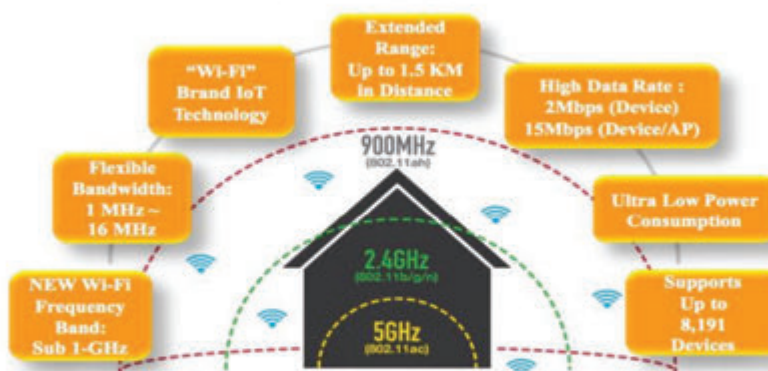 Extended
Range:
Up to 1.5 KM
in Distance
"Wi-Fi"
Brand IoT
Technology
High Data Rate :
2Mbps (Device)
15Mbps (Device/AP)
Flexible
Bandwidth:
1 MHz ~
16 MHz
900MHz
(802.11ah)
Ultra Low Power
Consumption
NEW Wi-Fi
Frequency
Band:
Sub 1-GHz
2.4GHz
(802.11b/g/n)
5GHz
(802.11ac)
Supports
Up to
8,191
Devices